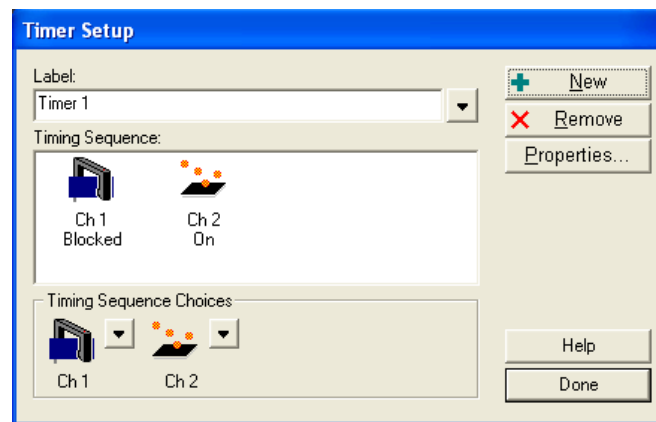 Timer Setup
Label:
Timer 1
Timing Sequence:
Ch 1
Blocked
Ch 2
On
Timing Sequence Choices
Ch 1
Ch 2
New
Remove
Properties...
Help
Done